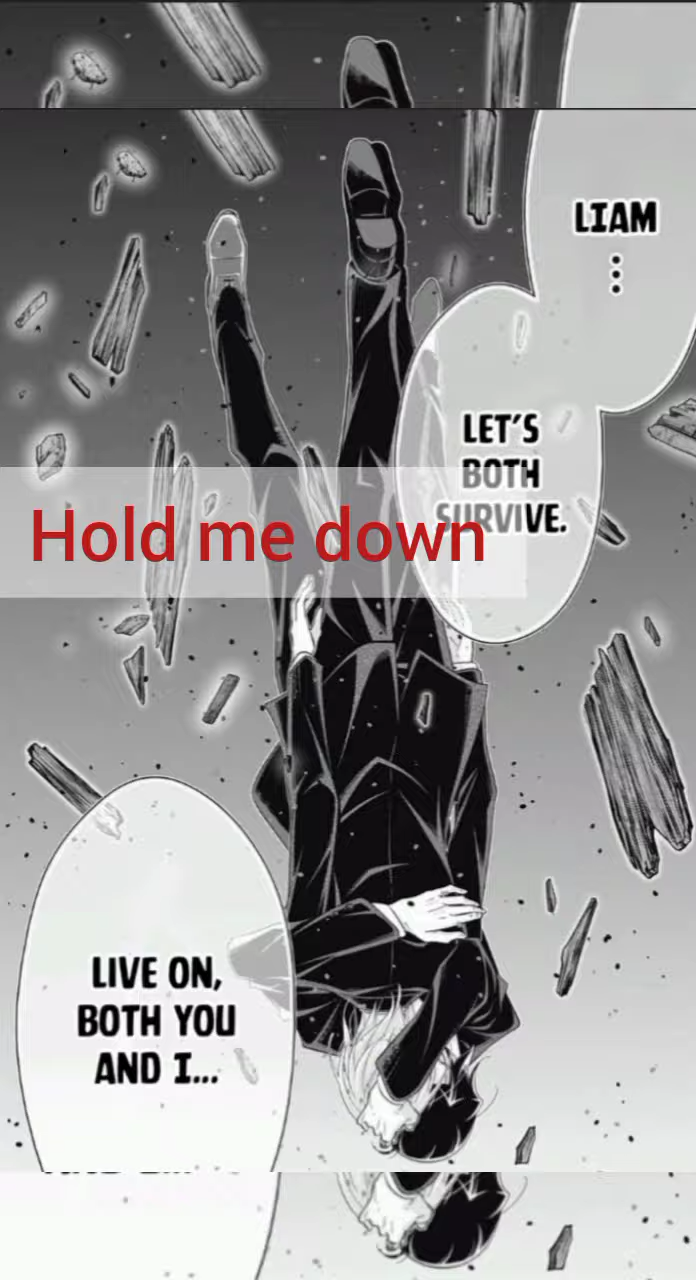 LIAM
...
LET'S
BOTH
SURVIVE.
Hold me down
LIVE ON,
BOTH YOU
AND I...